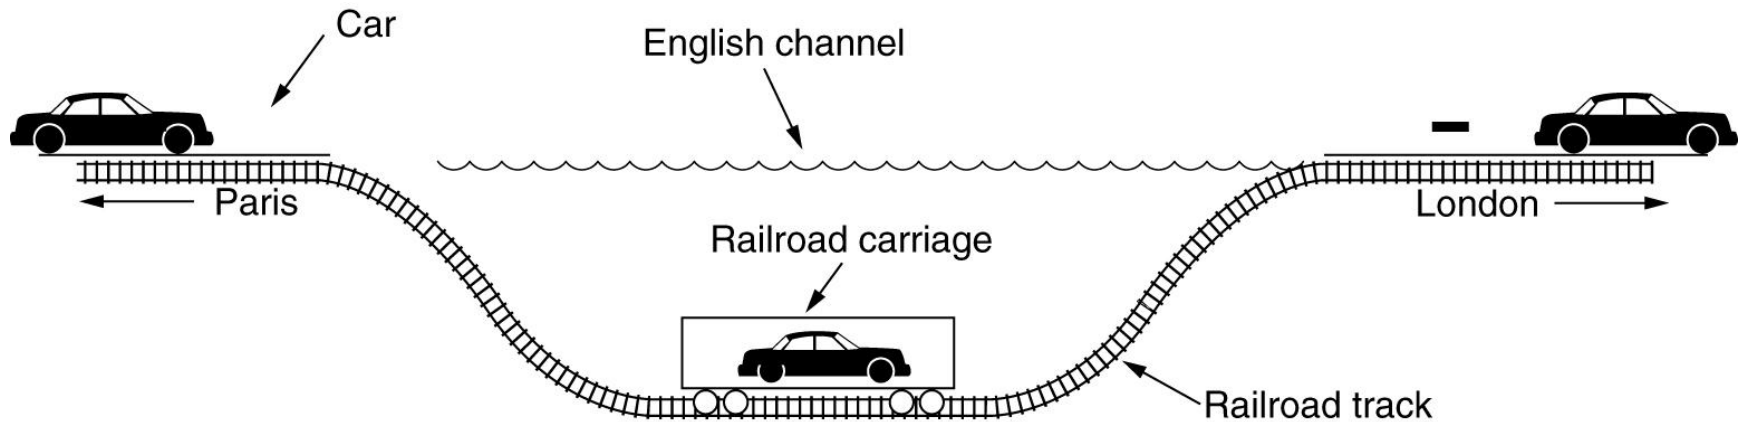 Car
English channel
Paris
London
Railroad carriage
Railroad track